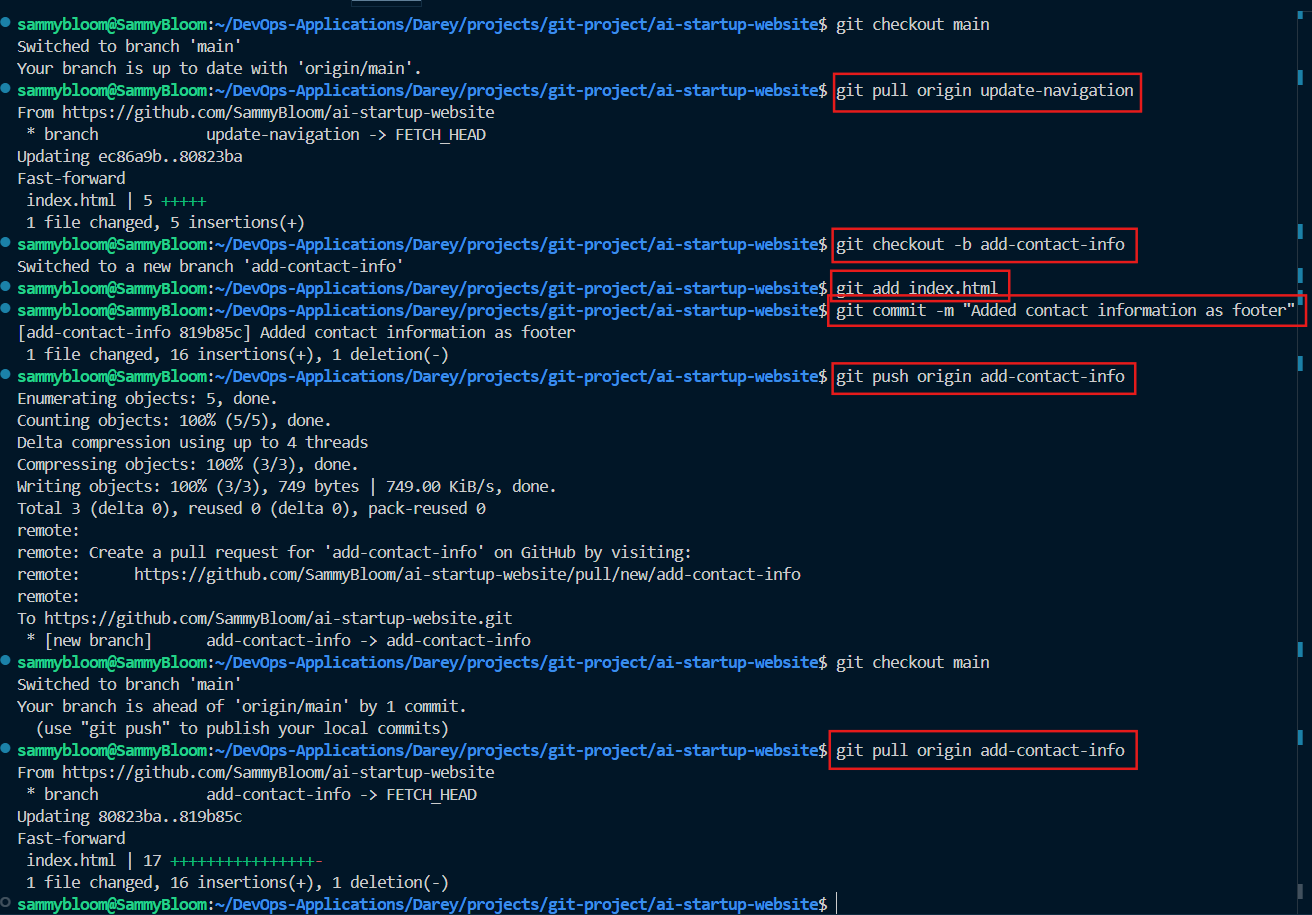 sammybloom@SammyBloom:~/DevOps-Applications/Darey/projects/git-project/ai-startup-website$ git checkout main
Switched to branch 'main'
Your branch is up to date with 'origin/main'.
sammybloom@SammyBloom:~/DevOps-Applications/Darey/projects/git-project/ai-startup-website$ git pull origin update-navigation
From https://github.com/SammyBloom/ai-startup-website
 * branch            update-navigation -> FETCH_HEAD
Updating ec86a9b..80823ba
Fast-forward
 index.html | 5 +++++
 1 file changed, 5 insertions(+)
sammybloom@SammyBloom:~/DevOps-Applications/Darey/projects/git-project/ai-startup-website$ git checkout -b add-contact-info
Switched to a new branch 'add-contact-info'
sammybloom@SammyBloom:~/DevOps-Applications/Darey/projects/git-project/ai-startup-website$ git add index.html
sammybloom@SammyBloom:~/DevOps-Applications/Darey/projects/git-project/ai-startup-website$ git commit -m "Added contact information as footer"
[add-contact-info 819b85c] Added contact information as footer
 1 file changed, 16 insertions(+), 1 deletion(-)
sammybloom@SammyBloom:~/DevOps-Applications/Darey/projects/git-project/ai-startup-website$ git push origin add-contact-info
Enumerating objects: 5, done.
Counting objects: 100% (5/5), done.
Delta compression using up to 4 threads
Compressing objects: 100% (3/3), done.
Writing objects: 100% (3/3), 749 bytes | 749.00 KiB/s, done.
Total 3 (delta 0), reused 0 (delta 0), pack-reused 0
remote:
remote: Create a pull request for 'add-contact-info' on GitHub by visiting:
remote:      https://github.com/SammyBloom/ai-startup-website/pull/new/add-contact-info
remote:
To https://github.com/SammyBloom/ai-startup-website.git
 * [new branch]      add-contact-info -> add-contact-info
sammybloom@SammyBloom:~/DevOps-Applications/Darey/projects/git-project/ai-startup-website$ git checkout main
Switched to branch 'main'
Your branch is ahead of 'origin/main' by 1 commit.
  (use "git push" to publish your local commits)
sammybloom@SammyBloom:~/DevOps-Applications/Darey/projects/git-project/ai-startup-website$ git pull origin add-contact-info
From https://github.com/SammyBloom/ai-startup-website
 * branch            add-contact-info -> FETCH_HEAD
Updating 80823ba..819b85c
Fast-forward
 index.html | 17 ++++++++++++++++-
 1 file changed, 16 insertions(+), 1 deletion(-)
sammybloom@SammyBloom:~/DevOps-Applications/Darey/projects/git-project/ai-startup-website$